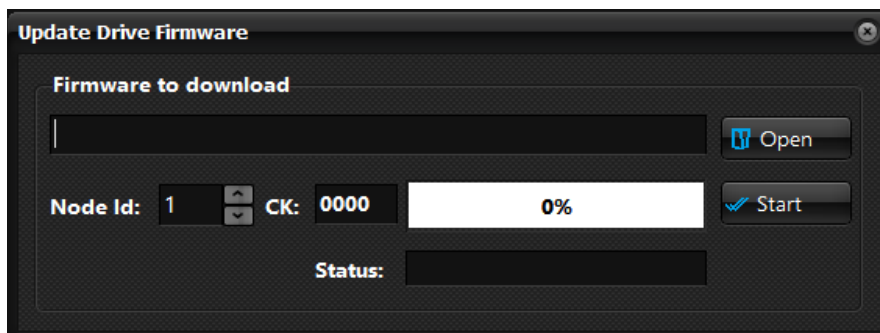 Update Drive Firmware
Firmware to download
Open
Node Id: 1 CK: 0000 0% Start
Status: